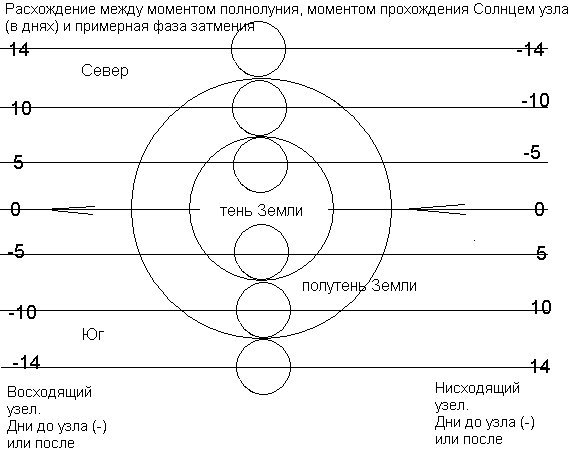 Расхождение между моментом полнолуния, моментом прохождения Солнцем узла
(в днях) и примерная фаза затмения
14 -14
Север
10 -10
5 -5
0 тень Земли 0
-5 5
полутень Земли
-10 10
Юг
-14 14
Восходящий
узел.
Дни до узла (-)
или после
Нисходящий
узел.
Дни до узла (-)
или после